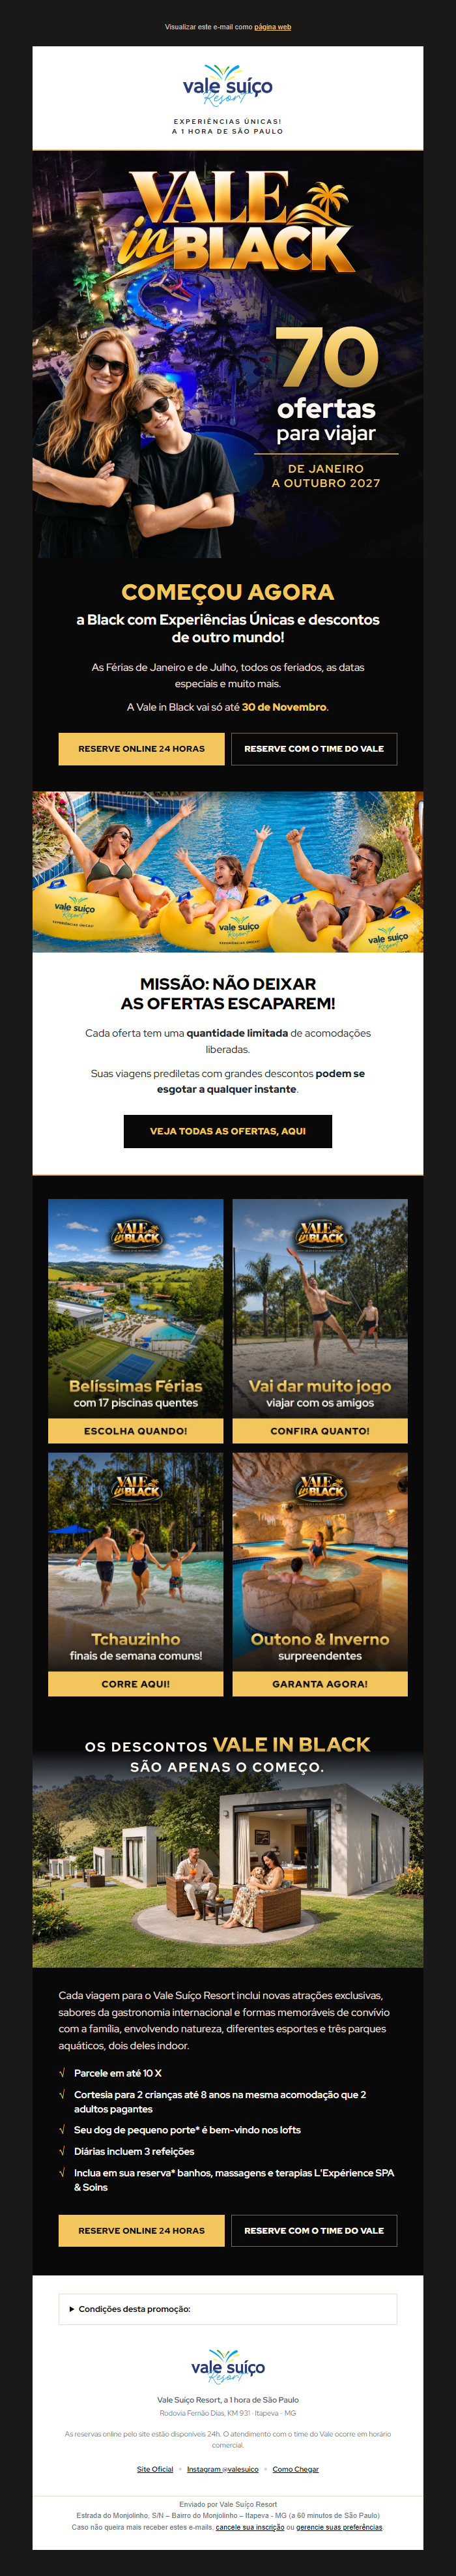 Visualizar este e-mail como página web
vale suíço
Resort
EXPERIÊNCIAS ÚNICAS!
A 1 HORA DE SÃO PAULO
VALE
in BLACK
70
ofertas
para viajar
DE JANEIRO
A OUTUBRO 2027
COMEÇOU AGORA
a Black com Experiências Únicas e descontos
de outro mundo!
As Férias de Janeiro e de Julho, todos os feriados, as datas
especiais e muito mais.
A Vale in Black vai só até 30 de Novembro.
RESERVE ONLINE 24 HORAS
RESERVE COM O TIME DO VALE
vale suíço
Resort
EXPERIÊNCIAS ÚNICAS!
vale suíço
Resort
EXPERIÊNCIAS ÚNICAS!
vale suíço
Resort
MISSÃO: NÃO DEIXAR
AS OFERTAS ESCAPAREM!
Cada oferta tem uma quantidade limitada de acomodações
liberadas.
Suas viagens prediletas com grandes descontos podem se
esgotar a qualquer instante.
VEJA TODAS AS OFERTAS, AQUI
VALE
in BLACK
Belíssimas Férias
com 17 piscinas quentes
ESCOLHA QUANDO!
VALE
in BLACK
Vai dar muito jogo
viajar com os amigos
CONFIRA QUANTO!
VALE
in BLACK
Tchauzinho
finais de semana comuns!
CORRE AQUI!
VALE
in BLACK
Outono & Inverno
surpreendentes
GARANTA AGORA!
OS DESCONTOS VALE IN BLACK
SÃO APENAS O COMEÇO.
Cada viagem para o Vale Suíço Resort inclui novas atrações exclusivas,
sabores da gastronomia internacional e formas memoráveis de convívio
com a família, envolvendo natureza, diferentes esportes e três parques
aquáticos, dois deles indoor.
√ Parcele em até 10 X
√ Cortesia para 2 crianças até 8 anos na mesma acomodação que 2
adultos pagantes
√ Seu dog de pequeno porte* é bem-vindo nos lofts
√ Diárias incluem 3 refeições
√ Inclua em sua reserva* banhos, massagens e terapias L'Expérience SPA
& Soins
RESERVE ONLINE 24 HORAS
RESERVE COM O TIME DO VALE
▶ Condições desta promoção:
vale suíço
Resort
Vale Suíço Resort, a 1 hora de São Paulo
Rodovia Fernão Dias, KM 931 · Itapeva – MG
As reservas online pelo site estão disponíveis 24h. O atendimento com o time do Vale ocorre em horário
comercial.
Site Oficial • Instagram @valesuico • Como Chegar
Enviado por Vale Suíço Resort
Estrada do Monjolinho, S/N – Bairro do Monjolinho – Itapeva - MG (a 60 minutos de São Paulo)
Caso não queira mais receber estes e-mails, cancele sua inscrição ou gerencie suas preferências.